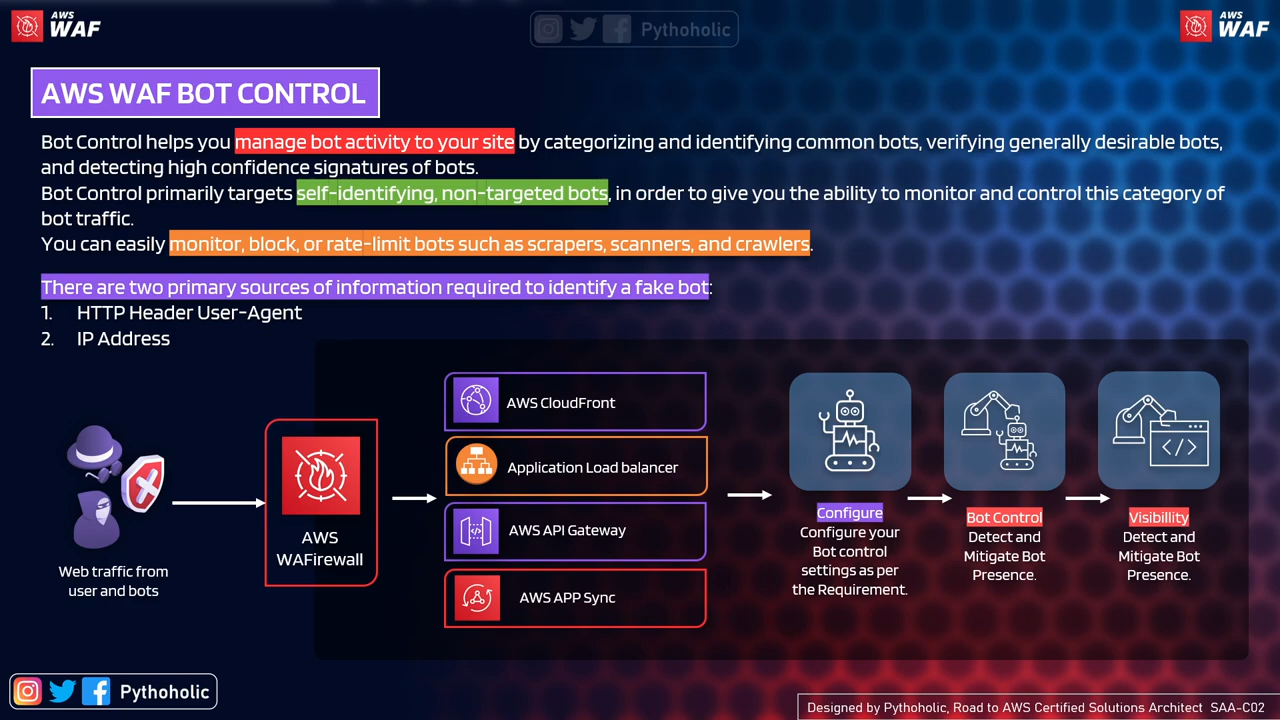 AWS
WAF
Pythoholic
AWS
WAF
AWS WAF BOT CONTROL
Bot Control helps you manage bot activity to your site by categorizing and identifying common bots, verifying generally desirable bots,
and detecting high confidence signatures of bots.
Bot Control primarily targets self-identifying, non-targeted bots, in order to give you the ability to monitor and control this category of
bot traffic.
You can easily monitor, block, or rate-limit bots such as scrapers, scanners, and crawlers.
There are two primary sources of information required to identify a fake bot:
1. HTTP Header User-Agent
2. IP Address
Web traffic from
user and bots
AWS
WAFirewall
AWS CloudFront
Application Load balancer
AWS API Gateway
AWS APP Sync
Configure
Configure your
Bot control
settings as per
the Requirement.
Bot Control
Detect and
Mitigate Bot
Presence.
Visibillity
Detect and
Mitigate Bot
Presence.
Pythoholic
Designed by Pythoholic, Road to AWS Certified Solutions Architect SAA-C02